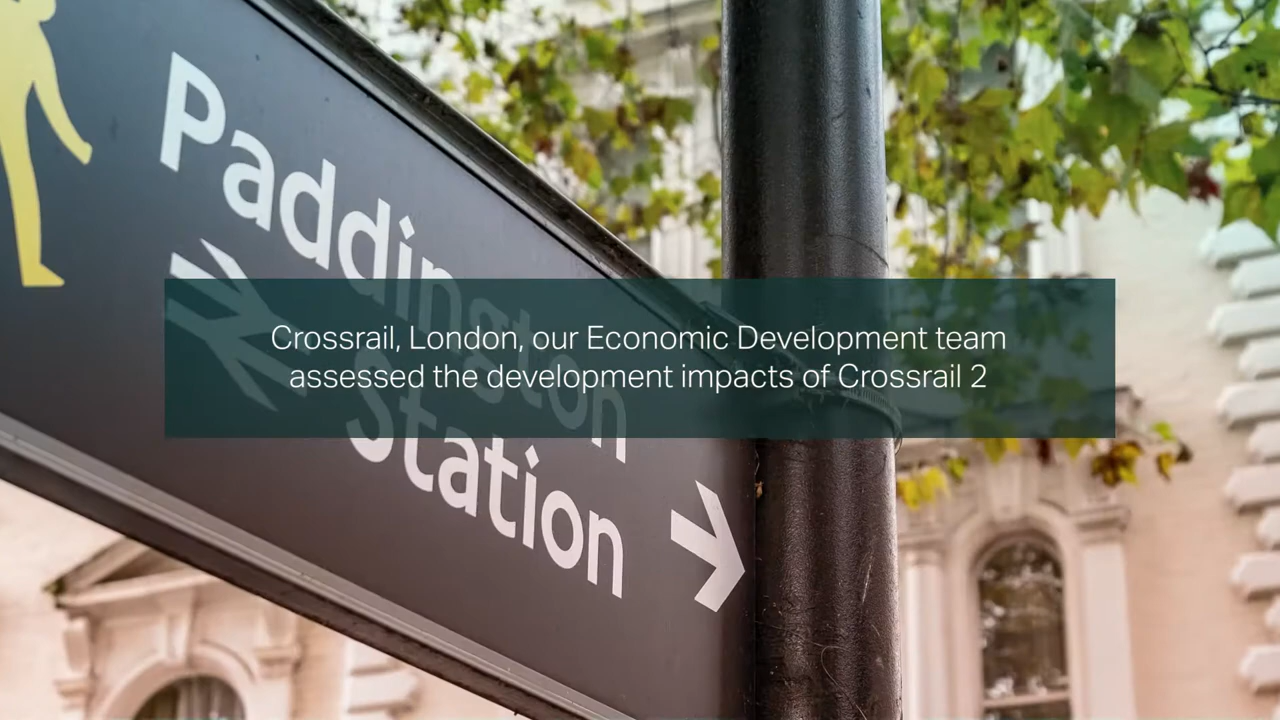 Paddington
Station
Crossrail, London, our Economic Development team
assessed the development impacts of Crossrail 2